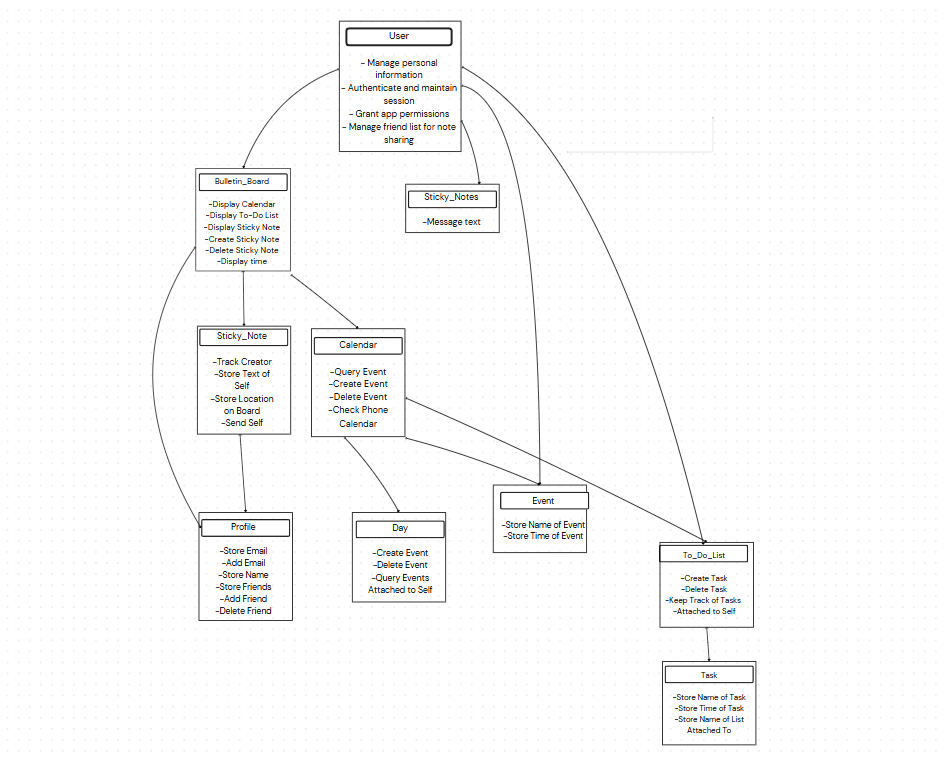 User
- Manage personal
information
- Authenticate and maintain
session
- Grant app permissions
- Manage friend list for note
sharing
Bulletin_Board
-Display Calendar
-Display To-Do List
-Display Sticky Note
-Create Sticky Note
-Delete Sticky Note
-Display time
Sticky_Notes
-Message text
Sticky_Note
-Track Creator
-Store Text of
Self
-Store Location
on Board
-Send Self
Calendar
-Query Event
-Create Event
-Delete Event
-Check Phone
Calendar
Event
-Store Name of Event
-Store Time of Event
Profile
-Store Email
-Add Email
-Store Name
-Store Friends
-Add Friend
-Delete Friend
Day
-Create Event
-Delete Event
-Query Events
Attached to Self
To_Do_List
-Create Task
-Delete Task
-Keep Track of Tasks
-Attached to Self
Task
-Store Name of Task
-Store Time of Task
-Store Name of List
Attached To